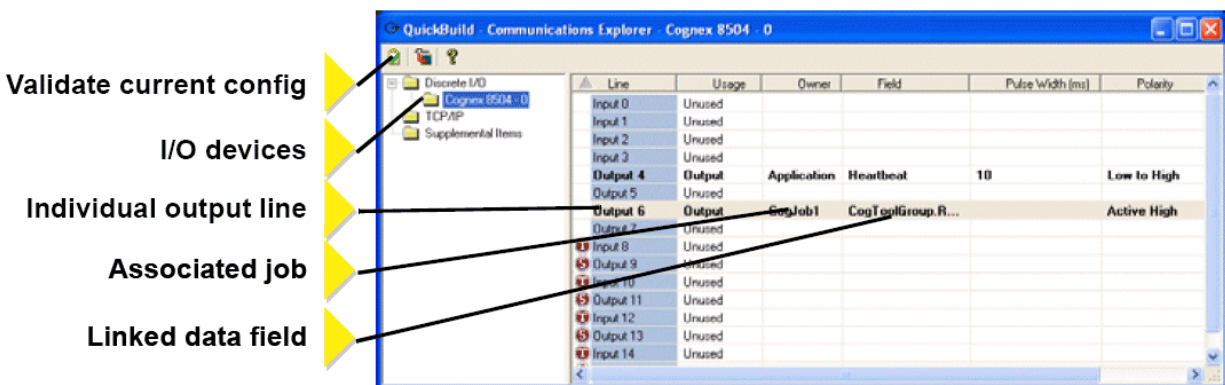 QuickBuild - Communications Explorer - Cognex 8504 - 0
Validate current config
I/O devices
Individual output line
Associated job
Linked data field
Discrete I/O
Cognex 8504 - 0
TCP/IP
Supplemental Items
Line Usage Owner Field Pulse Width (ms) Polarity
Input 0 Unused
Input 1 Unused
Input 2 Unused
Input 3 Unused
Output 4 Output Application Heartbeat 10 Low to High
Output 5 Unused
Output 6 Output CogJob1 CogToolGroup.R... Active High
Output 7 Unused
Input 8 Unused
Output 9 Unused
Input 10 Unused
Output 11 Unused
Input 12 Unused
Output 13 Unused
Input 14 Unused